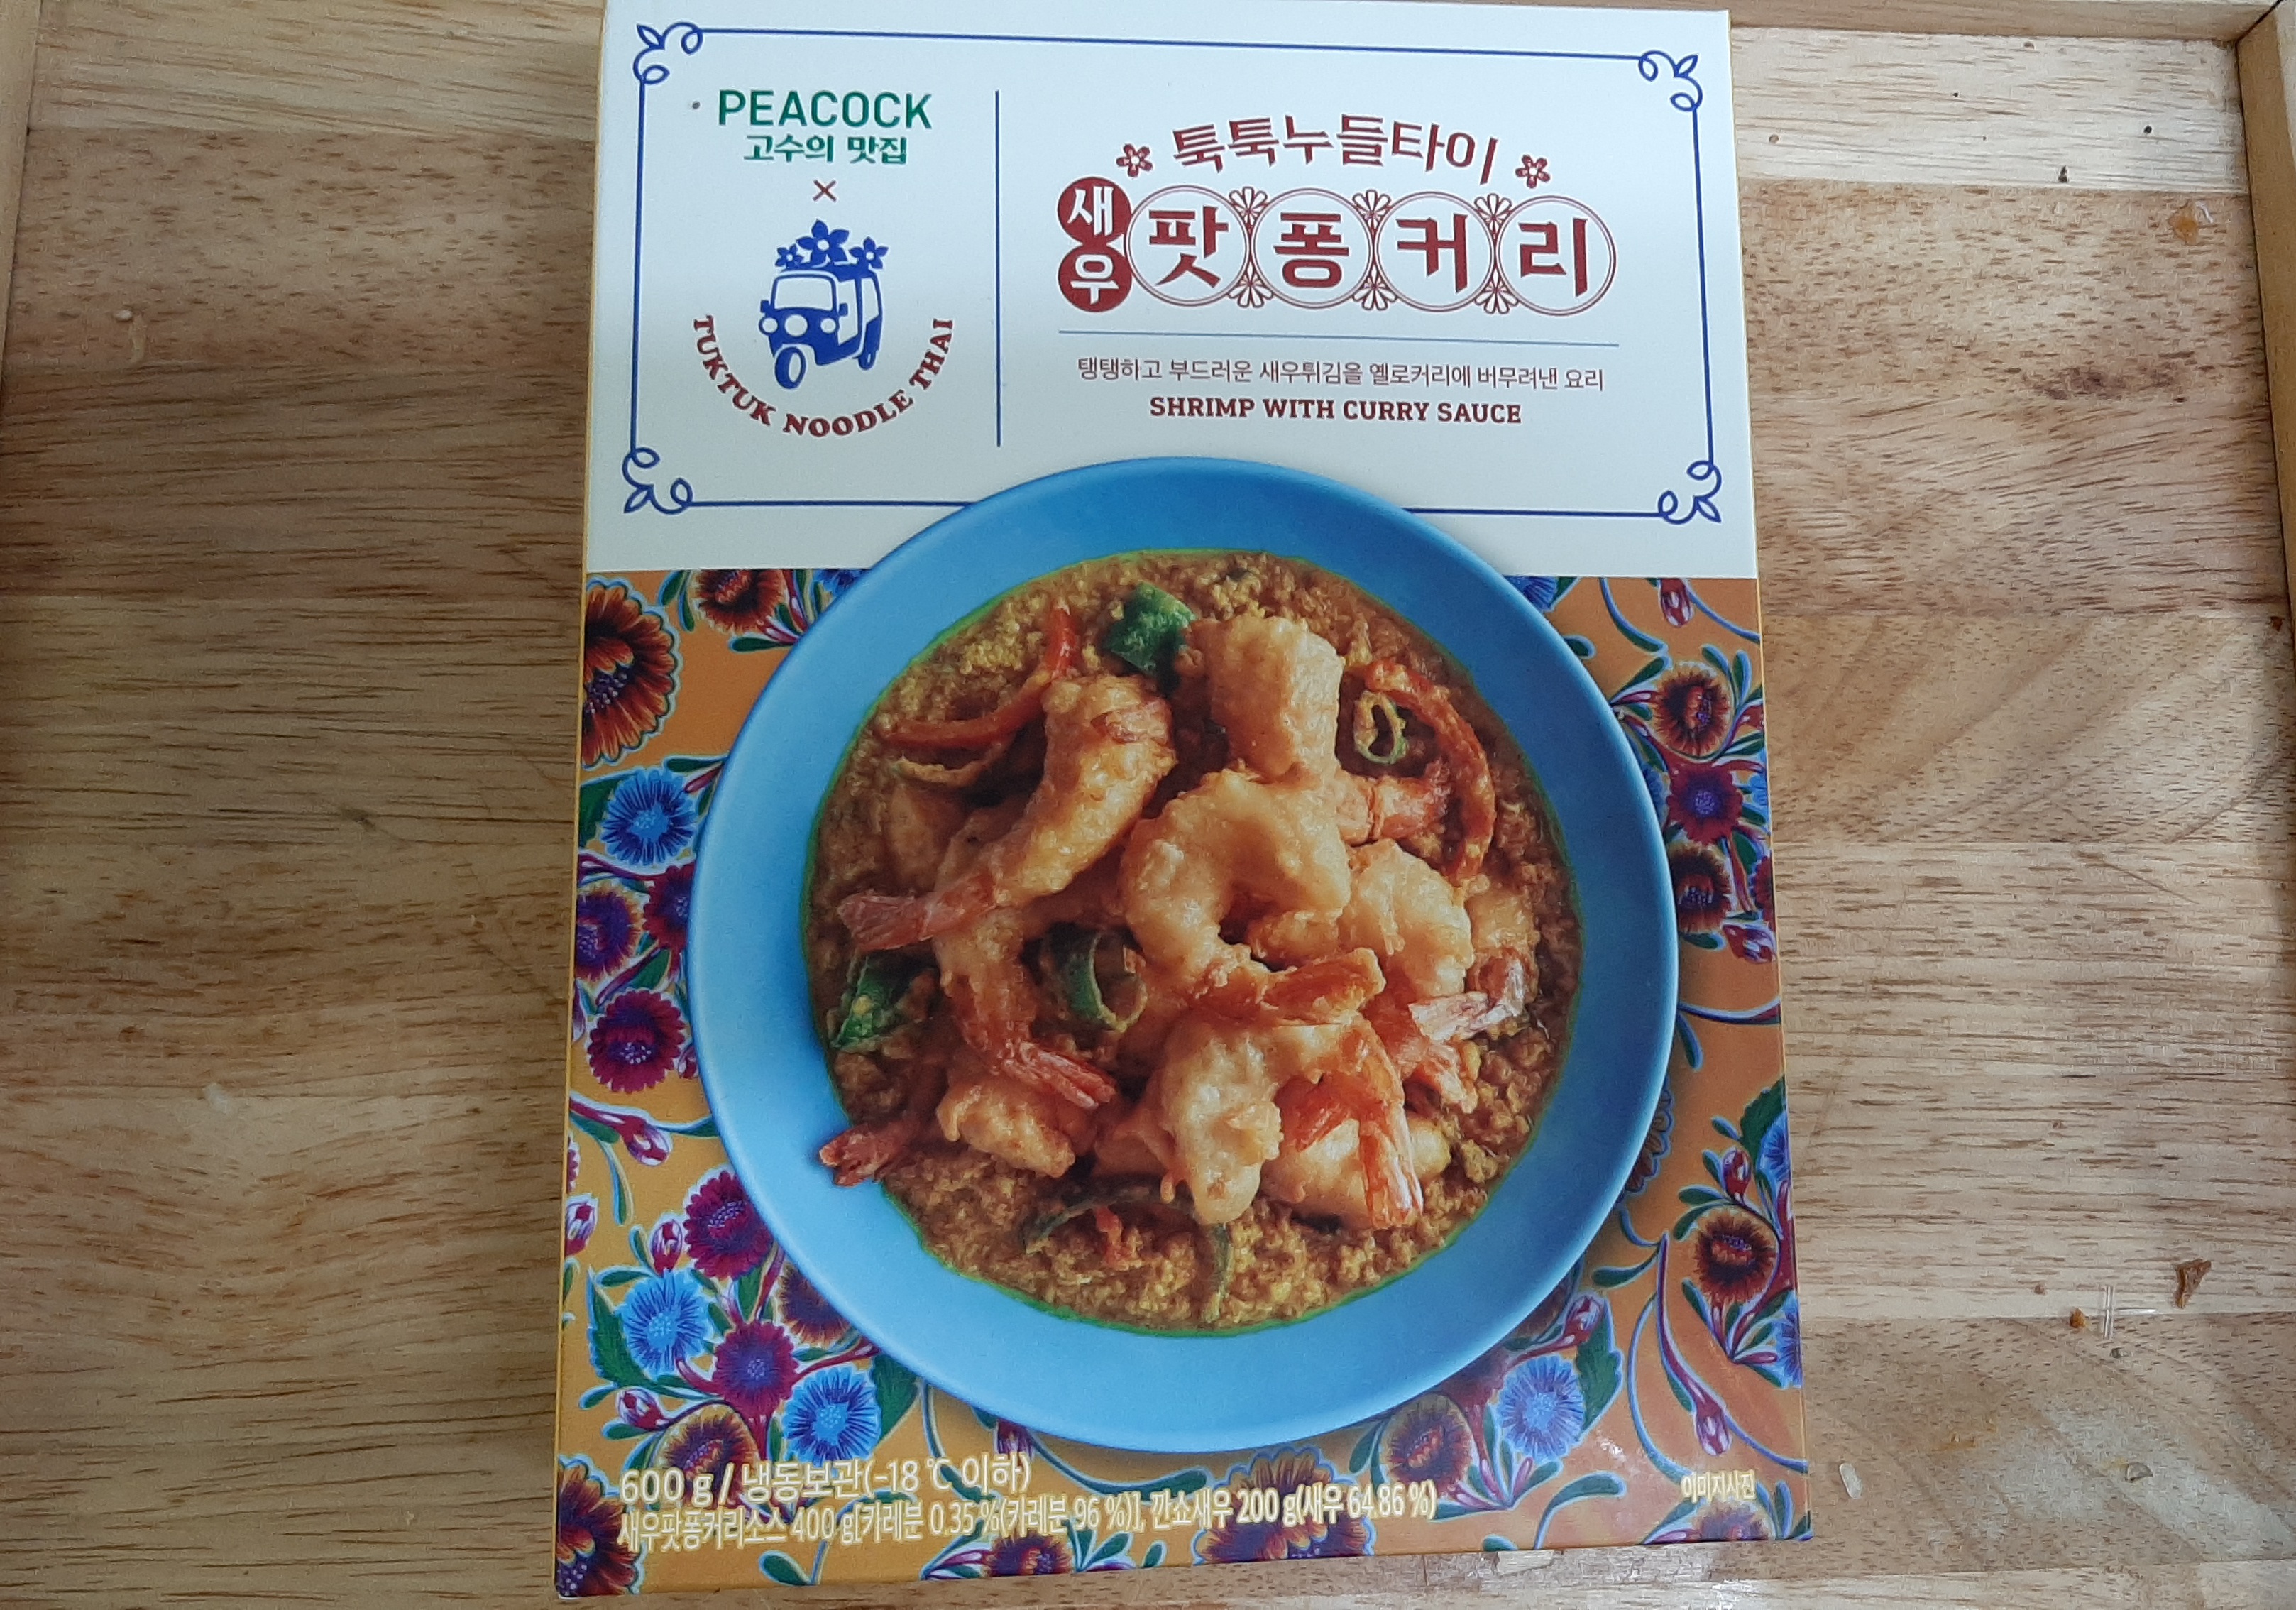 PEACOCK
고수의 맛집
×
TUKTUK NOODLE THAI
툭툭누들타이
새우
팟퐁커리
탱탱하고 부드러운 새우튀김을 옐로커리에 버무려낸 요리
SHRIMP WITH CURRY SAUCE
600 g / 냉동보관(-18 ℃ 이하)
새우팟퐁커리소스 400 g[카레분 0.35 %(카레분 96 %)], 깐쇼새우 200 g(새우 64.86 %)
이미지사진